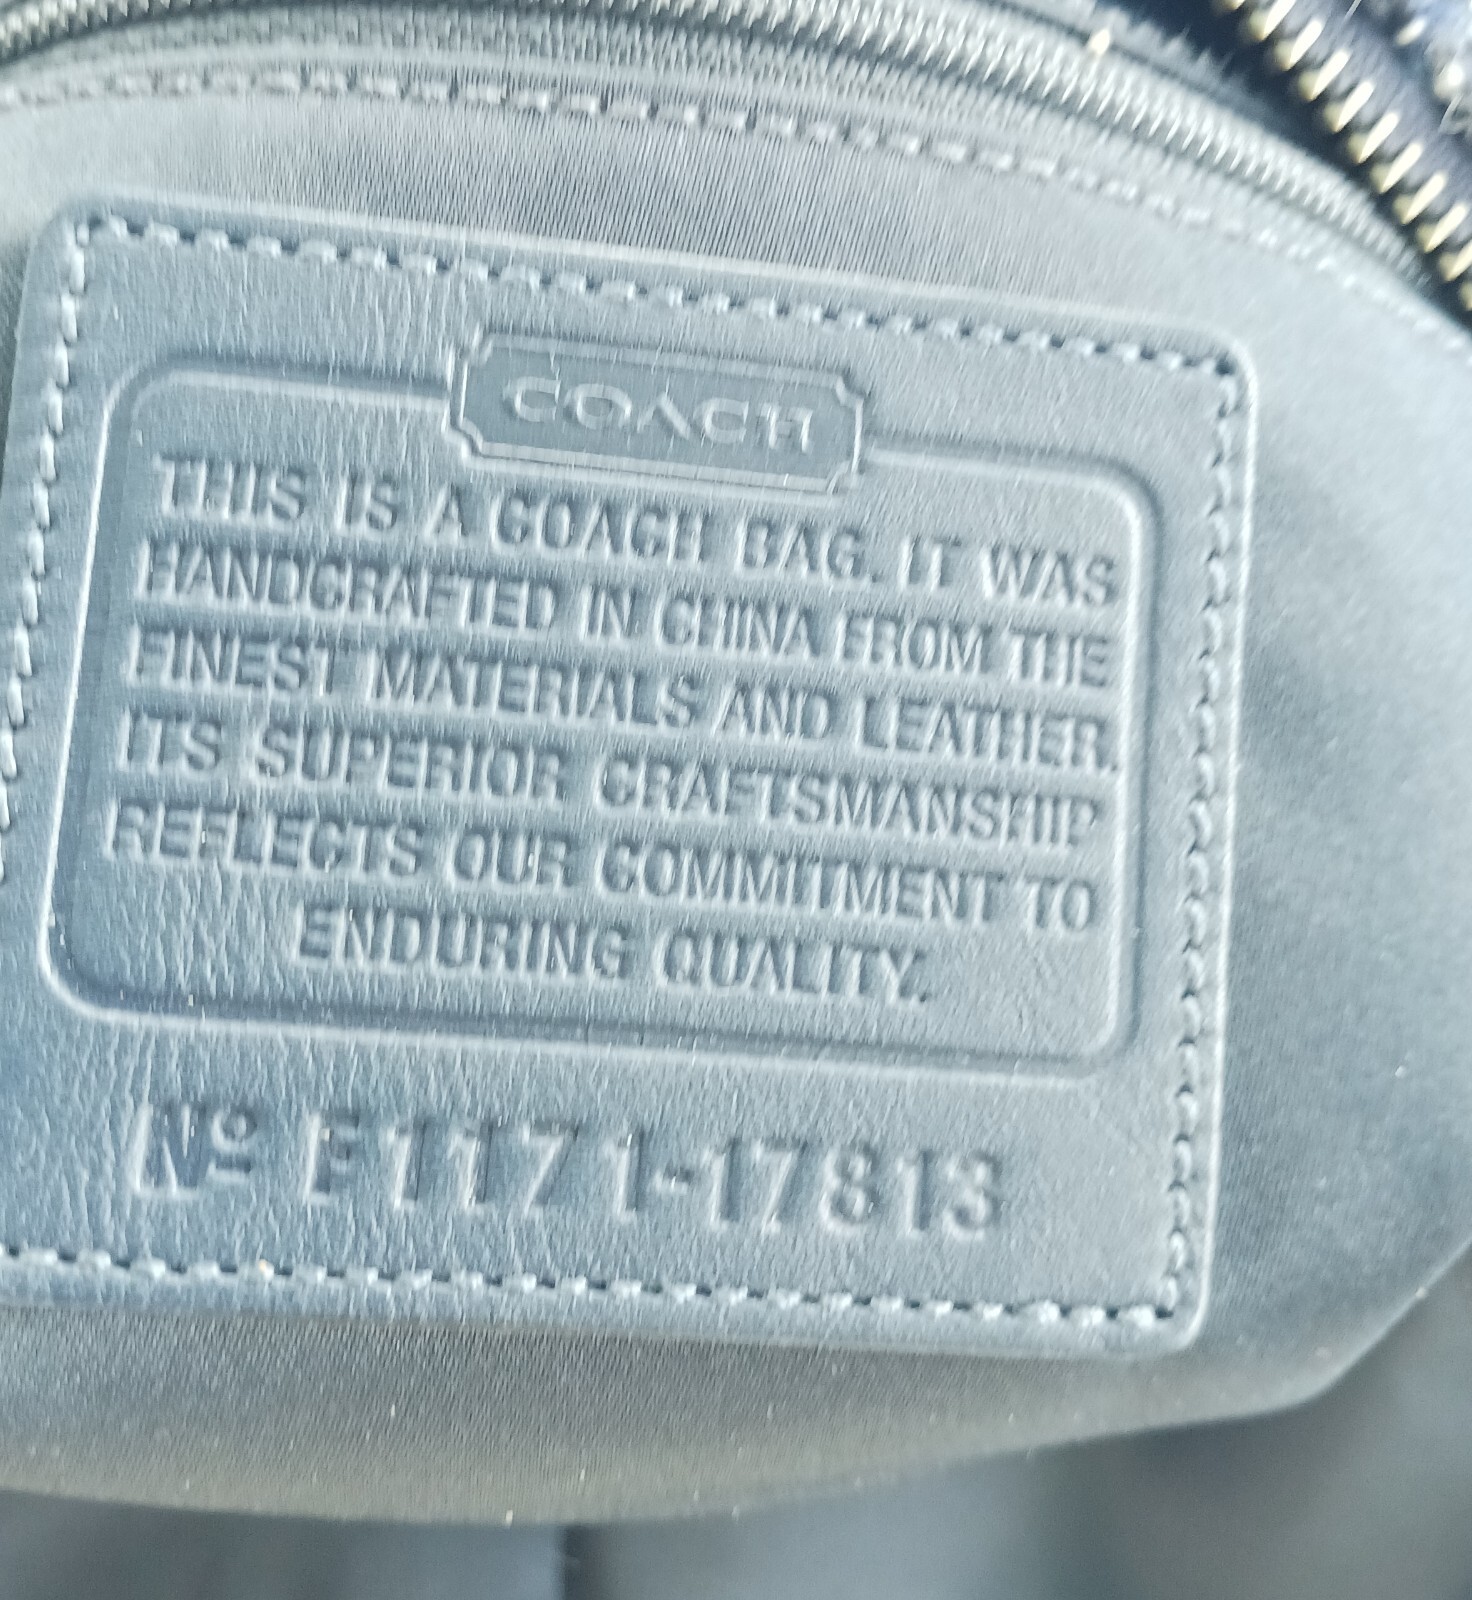 COACH
THIS IS A COACH BAG. IT WAS
HANDCRAFTED IN CHINA FROM THE
FINEST MATERIALS AND LEATHER.
ITS SUPERIOR CRAFTSMANSHIP
REFLECTS OUR COMMITMENT TO
ENDURING QUALITY.
Nº F1171-17813